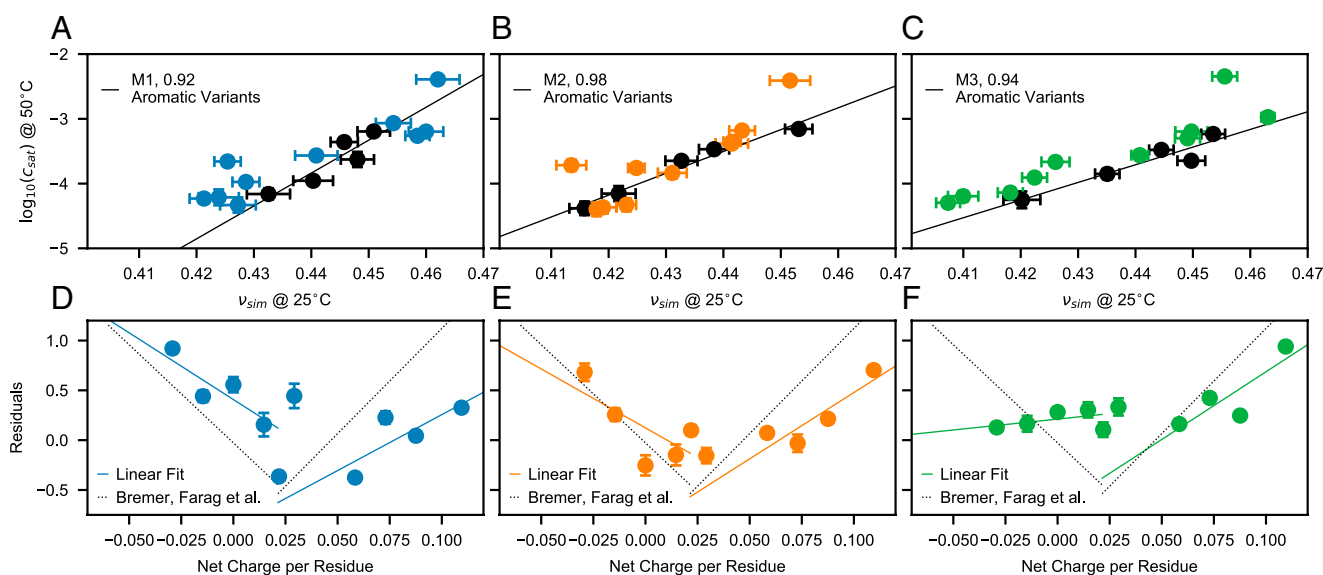 A
B
C
log10(csat) @ 50°C
−2
−3
−4
−5
M1, 0.92
Aromatic Variants
M2, 0.98
Aromatic Variants
M3, 0.94
Aromatic Variants
0.41 0.42 0.43 0.44 0.45 0.46 0.47
0.41 0.42 0.43 0.44 0.45 0.46 0.47
0.41 0.42 0.43 0.44 0.45 0.46 0.47
νsim @ 25°C
νsim @ 25°C
νsim @ 25°C
D
E
F
Residuals
1.0
0.5
0.0
−0.5
Linear Fit
Bremer, Farag et al.
Linear Fit
Bremer, Farag et al.
Linear Fit
Bremer, Farag et al.
−0.050 −0.025 0.000 0.025 0.050 0.075 0.100
−0.050 −0.025 0.000 0.025 0.050 0.075 0.100
−0.050 −0.025 0.000 0.025 0.050 0.075 0.100
Net Charge per Residue
Net Charge per Residue
Net Charge per Residue